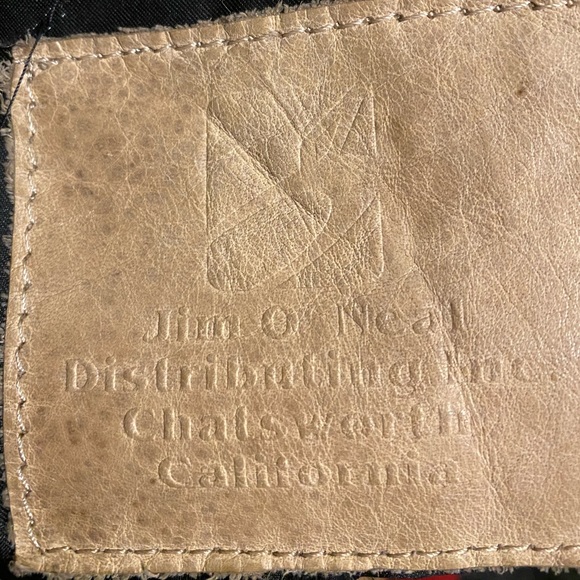 Jim O' Neal
Distributing Inc.
Chatsworth,
California